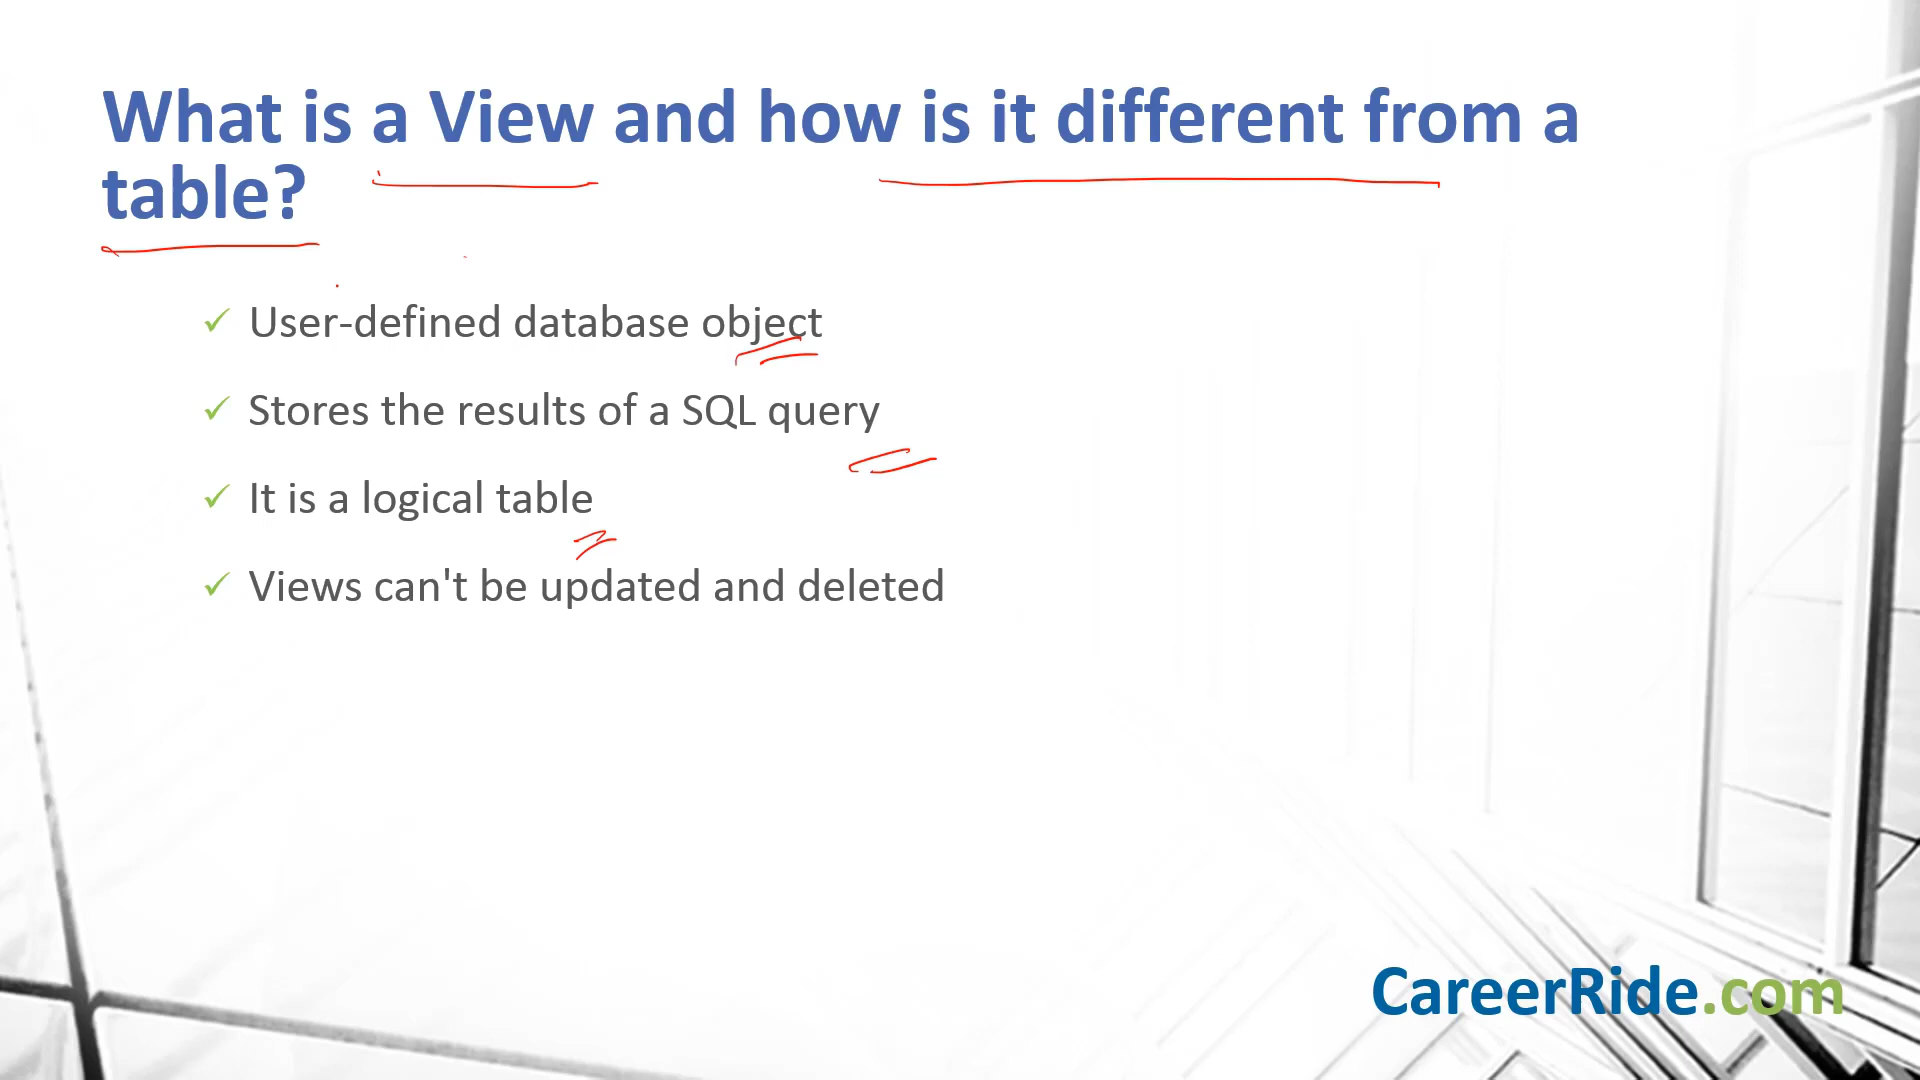 What is a View and how is it different from a
table?
User-defined database object
Stores the results of a SQL query
It is a logical table
Views can't be updated and deleted
CareerRide.com